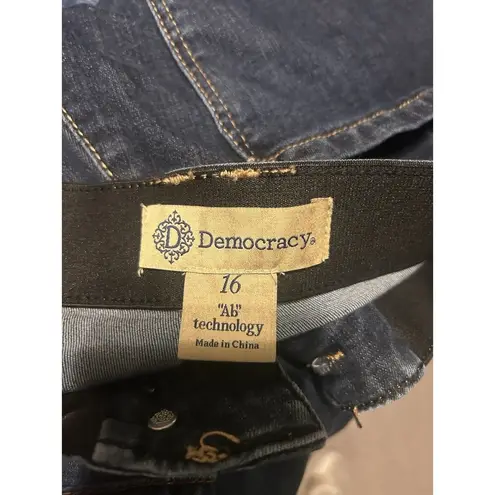 D Democracy®
16
"Ab"
technology
Made in China